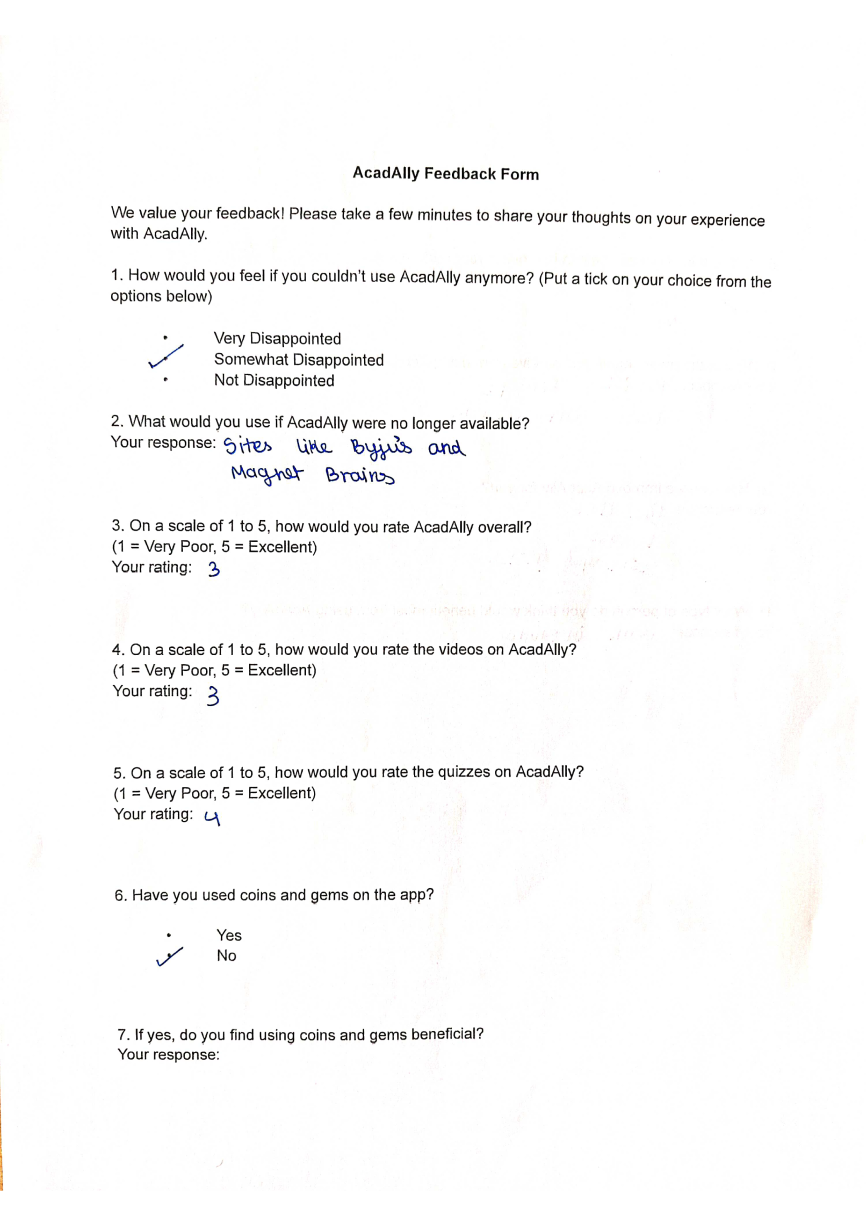 AcadAlly Feedback Form
We value your feedback! Please take a few minutes to share your thoughts on your experience
with AcadAlly.
1. How would you feel if you couldn't use AcadAlly anymore? (Put a tick on your choice from the
options below)
• Very Disappointed
✓ Somewhat Disappointed
• Not Disappointed
2. What would you use if AcadAlly were no longer available?
Your response: Sites like Byju's and
Magnet Brains
3. On a scale of 1 to 5, how would you rate AcadAlly overall?
(1 = Very Poor, 5 = Excellent)
Your rating: 3
4. On a scale of 1 to 5, how would you rate the videos on AcadAlly?
(1 = Very Poor, 5 = Excellent)
Your rating: 3
5. On a scale of 1 to 5, how would you rate the quizzes on AcadAlly?
(1 = Very Poor, 5 = Excellent)
Your rating: 4
6. Have you used coins and gems on the app?
• Yes
✓ No
7. If yes, do you find using coins and gems beneficial?
Your response: